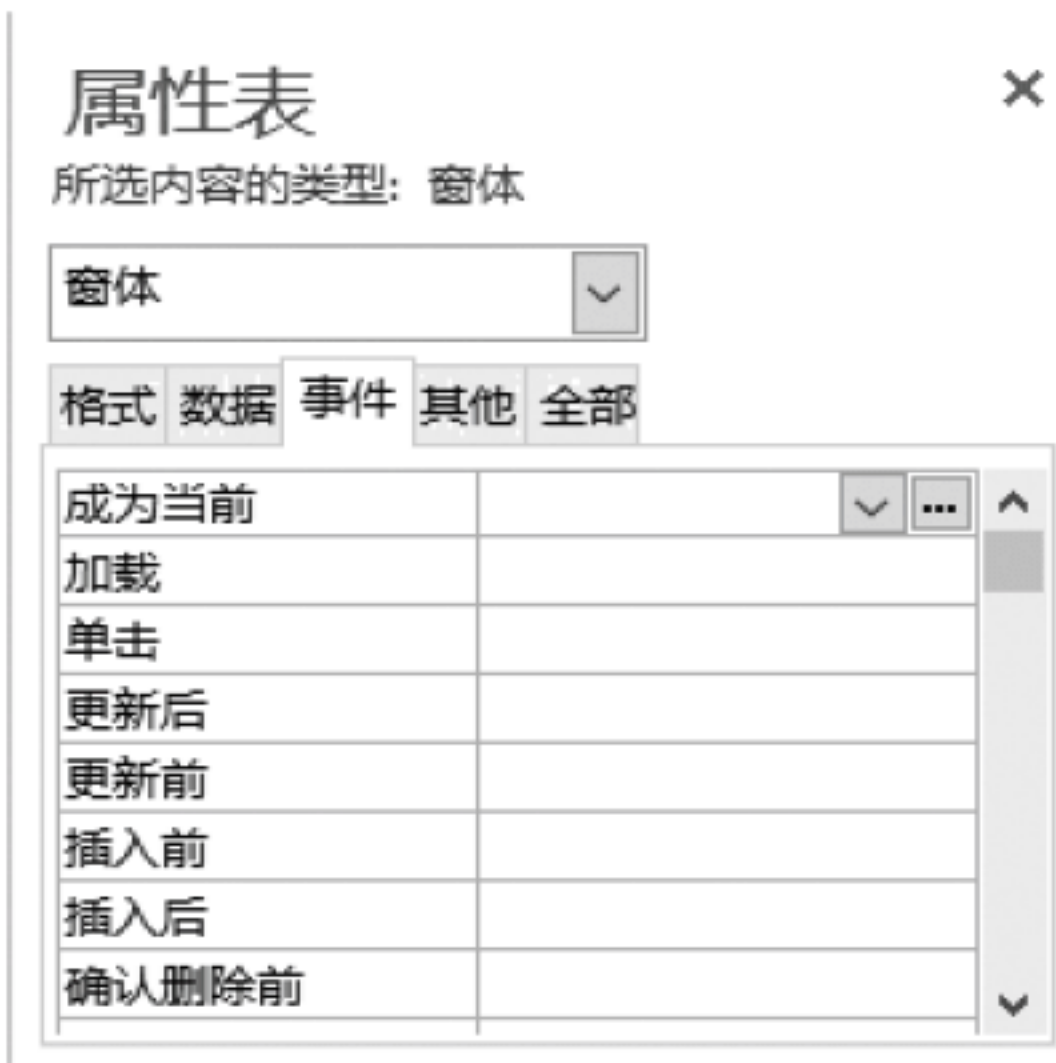 属性表
所选内容的类型: 窗体
窗体
格式 数据 事件 其他 全部
成为当前
加载
单击
更新后
更新前
插入前
插入后
确认删除前